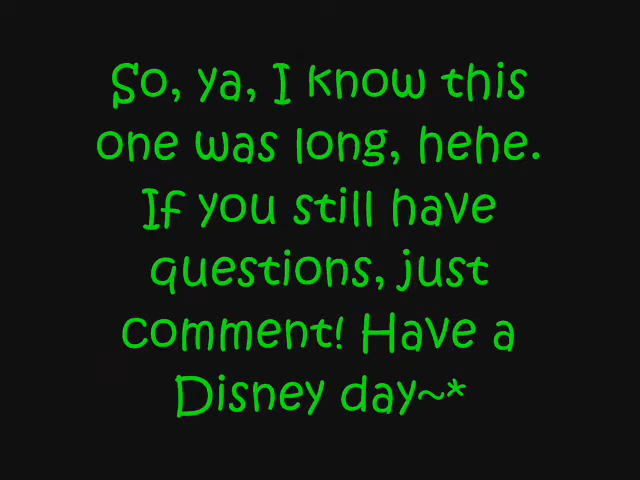 So, ya, I know this
one was long, hehe.
If you still have
questions, just
comment! Have a
Disney day~*